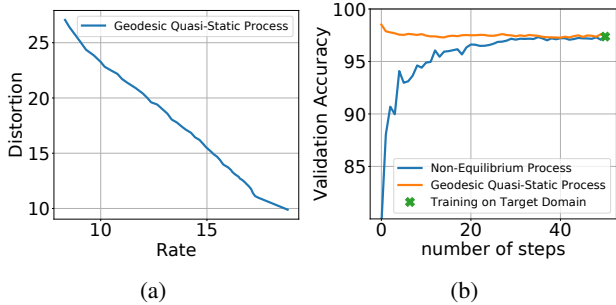 Geodesic Quasi-Static Process
Distortion
25
20
15
10
10
15
Rate
(a)
Validation Accuracy
100
95
90
85
Non-Equilibrium Process
Geodesic Quasi-Static Process
Training on Target Domain
0
20
40
number of steps
(b)